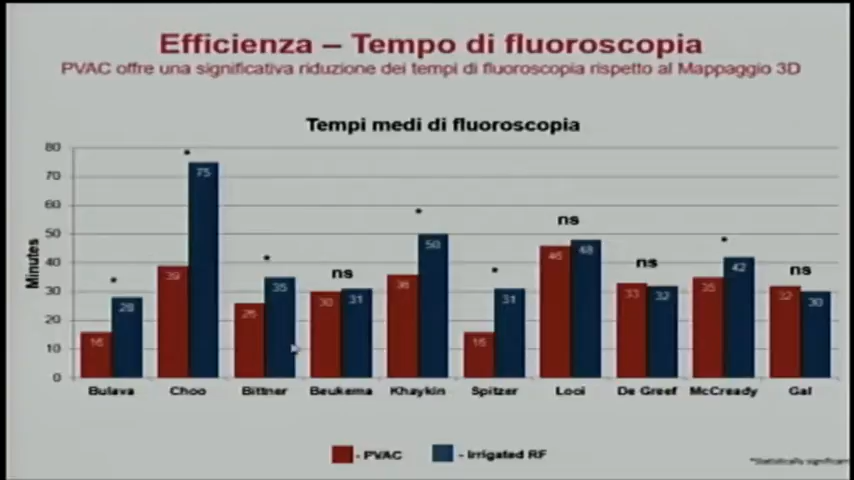 Efficienza – Tempo di fluoroscopia
PVAC offre una significativa riduzione dei tempi di fluoroscopia rispetto al Mappaggio 3D
Tempi medi di fluoroscopia
Minutes
80
70
60
50
40
30
20
10
0
* * * ns * * ns ns * ns
16 28 39 75 26 35 30 31 36 50 16 31 46 48 33 32 35 42 32 30
Bulava Choo Bittner Beukema Khaykin Spitzer Looi De Greef McCready Gal
- PVAC - Irrigated RF
*Statistically significant